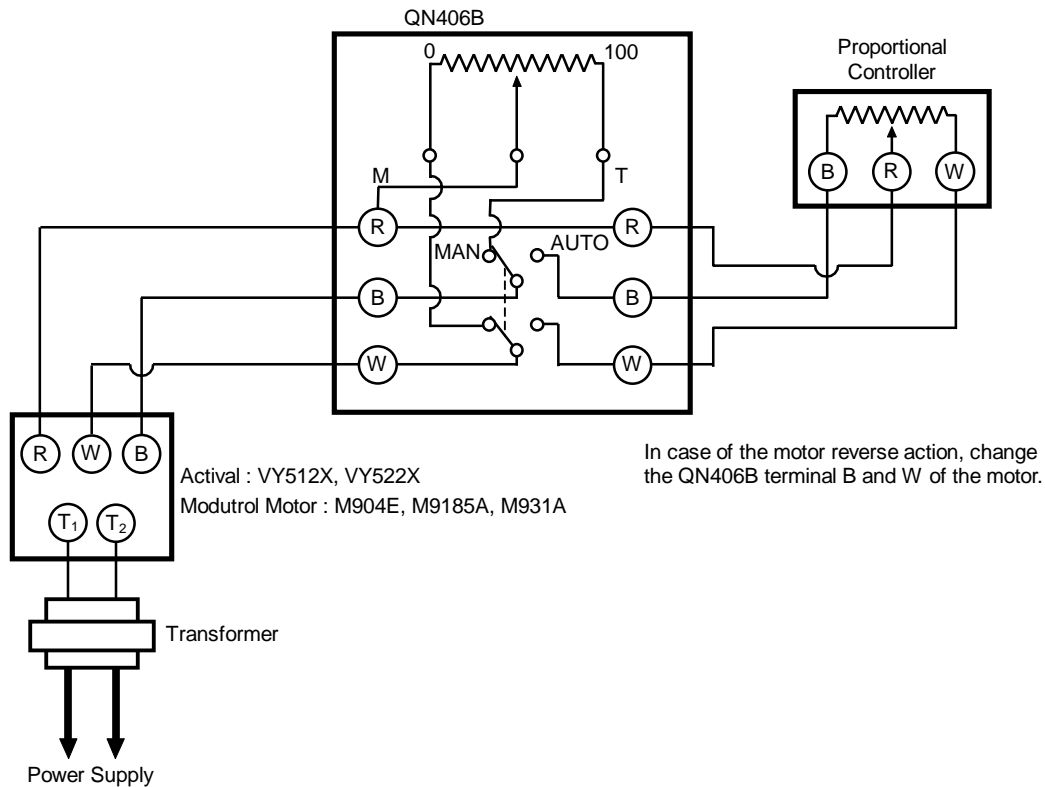 QN406B
0
100
Proportional
Controller
B
R
W
M
T
R
R
MAN
AUTO
B
B
W
W
R
W
B
In case of the motor reverse action, change
the QN406B terminal B and W of the motor.
Actival : VY512X, VY522X
Modutrol Motor : M904E, M9185A, M931A
T1
T2
Transformer
Power Supply